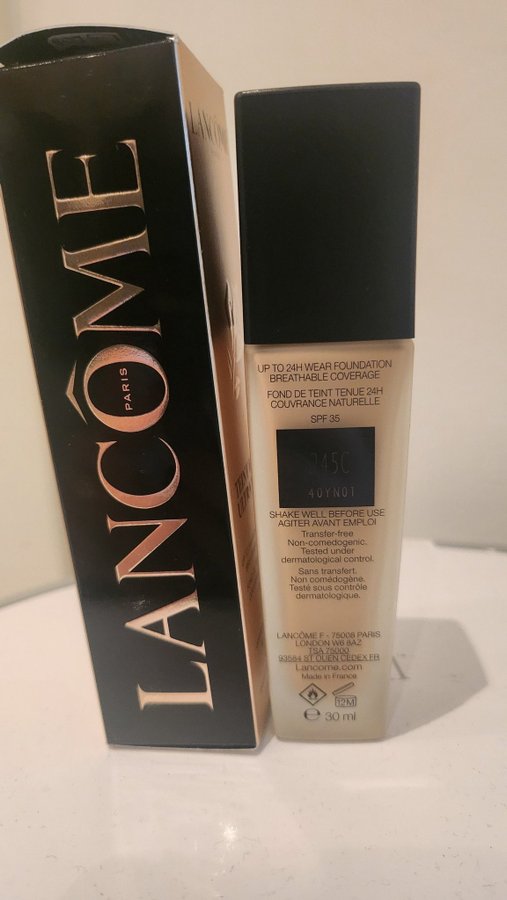 LANCÔME
PARIS
LANCÔM
UP TO 24H WEAR FOUNDATION
BREATHABLE COVERAGE
FOND DE TEINT TENUE 24H
COUVRANCE NATURELLE
SPF 35
345C
40YN01
SHAKE WELL BEFORE USE
AGITER AVANT EMPLOI
Transfer-free
Non-comedogenic.
Tested under
dermatological control.
Sans transfert.
Non comédogène.
Testé sous contrôle
dermatologique.
LANCÔME F - 75008 PARIS
LONDON W6 8AZ
TSA 75000
93584 ST OUEN CEDEX FR
Lancome.com
Made in France
12M
e 30 ml